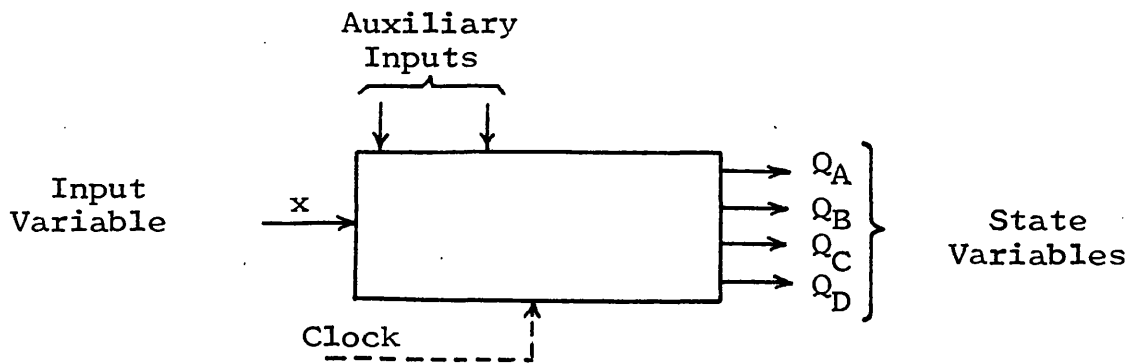 Auxiliary
Inputs
Input
Variable
x
Q_A
Q_B
Q_C
Q_D
State
Variables
Clock